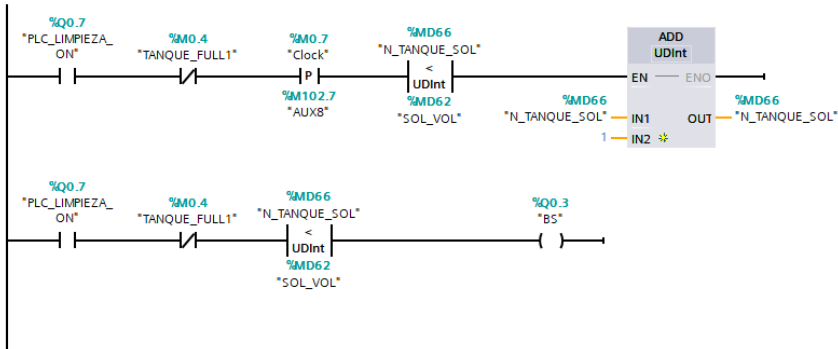 %Q0.7
"PLC_LIMPIEZA_
ON"
%M0.4
"TANQUE_FULL1"
%M0.7
"Clock"
P
%M102.7
"AUX8"
%MD66
"N_TANQUE_SOL"
<
UDInt
%MD62
"SOL_VOL"
ADD
UDInt
EN
ENO
%MD66
"N_TANQUE_SOL"
IN1
1
IN2
OUT
%MD66
"N_TANQUE_SOL"
%Q0.7
"PLC_LIMPIEZA_
ON"
%M0.4
"TANQUE_FULL1"
%MD66
"N_TANQUE_SOL"
<
UDInt
%MD62
"SOL_VOL"
%Q0.3
"BS"